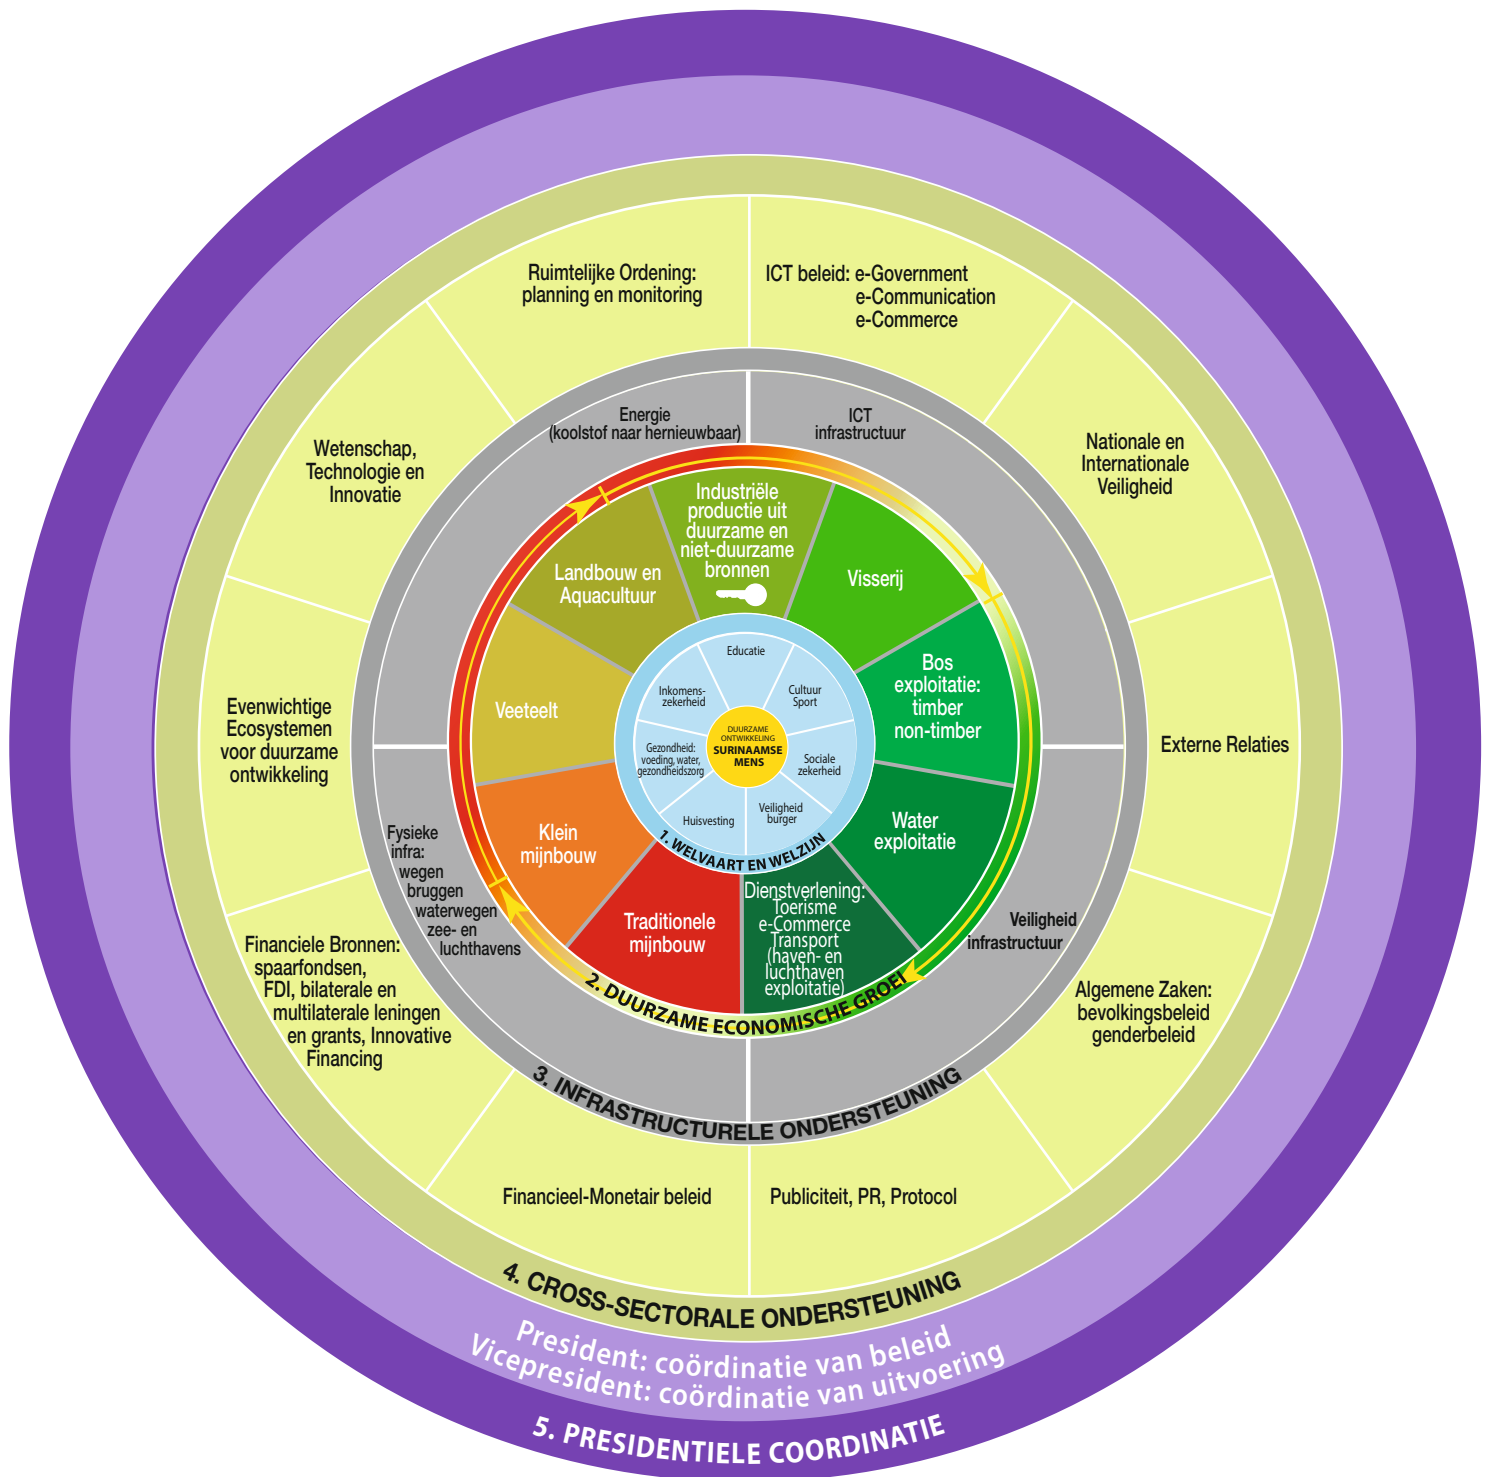 Ruimtelijke Ordening:
planning en monitoring
ICT beleid: e-Government
e-Communication
e-Commerce
Wetenschap,
Technologie en
Innovatie
Nationale en
Internationale
Veiligheid
Evenwichtige
Ecosystemen
voor duurzame
ontwikkeling
Externe Relaties
Financiele Bronnen:
spaarfondsen,
FDI, bilaterale en
multilaterale leningen
en grants, Innovative
Financing
Algemene Zaken:
bevolkingsbeleid
genderbeleid
Financieel-Monetair beleid
Publiciteit, PR, Protocol
Energie
(koolstof naar hernieuwbaar)
ICT
infrastructuur
Fysieke
infra:
wegen
bruggen
waterwegen
zee- en
luchthavens
Veiligheid
infrastructuur
Industriële
productie uit
duurzame en
niet-duurzame
bronnen
Landbouw en
Aquacultuur
Visserij
Veeteelt
Bos
exploitatie:
timber
non-timber
Klein
mijnbouw
Water
exploitatie
Traditionele
mijnbouw
Dienstverlening:
Toerisme
e-Commerce
Transport
(haven- en
luchthaven
exploitatie)
Educatie
Inkomens-
zekerheid
Cultuur
Sport
Gezondheid:
voeding, water,
gezondheidszorg
Sociale
zekerheid
Huisvesting
Veiligheid
burger
DUURZAME
ONTWIKKELING
SURINAAMSE
MENS
1. WELVAART EN WELZIJN
2. DUURZAME ECONOMISCHE GROEI
3. INFRASTRUCTURELE ONDERSTEUNING
4. CROSS-SECTORALE ONDERSTEUNING
President: coördinatie van beleid
Vicepresident: coördinatie van uitvoering
5. PRESIDENTIELE COORDINATIE